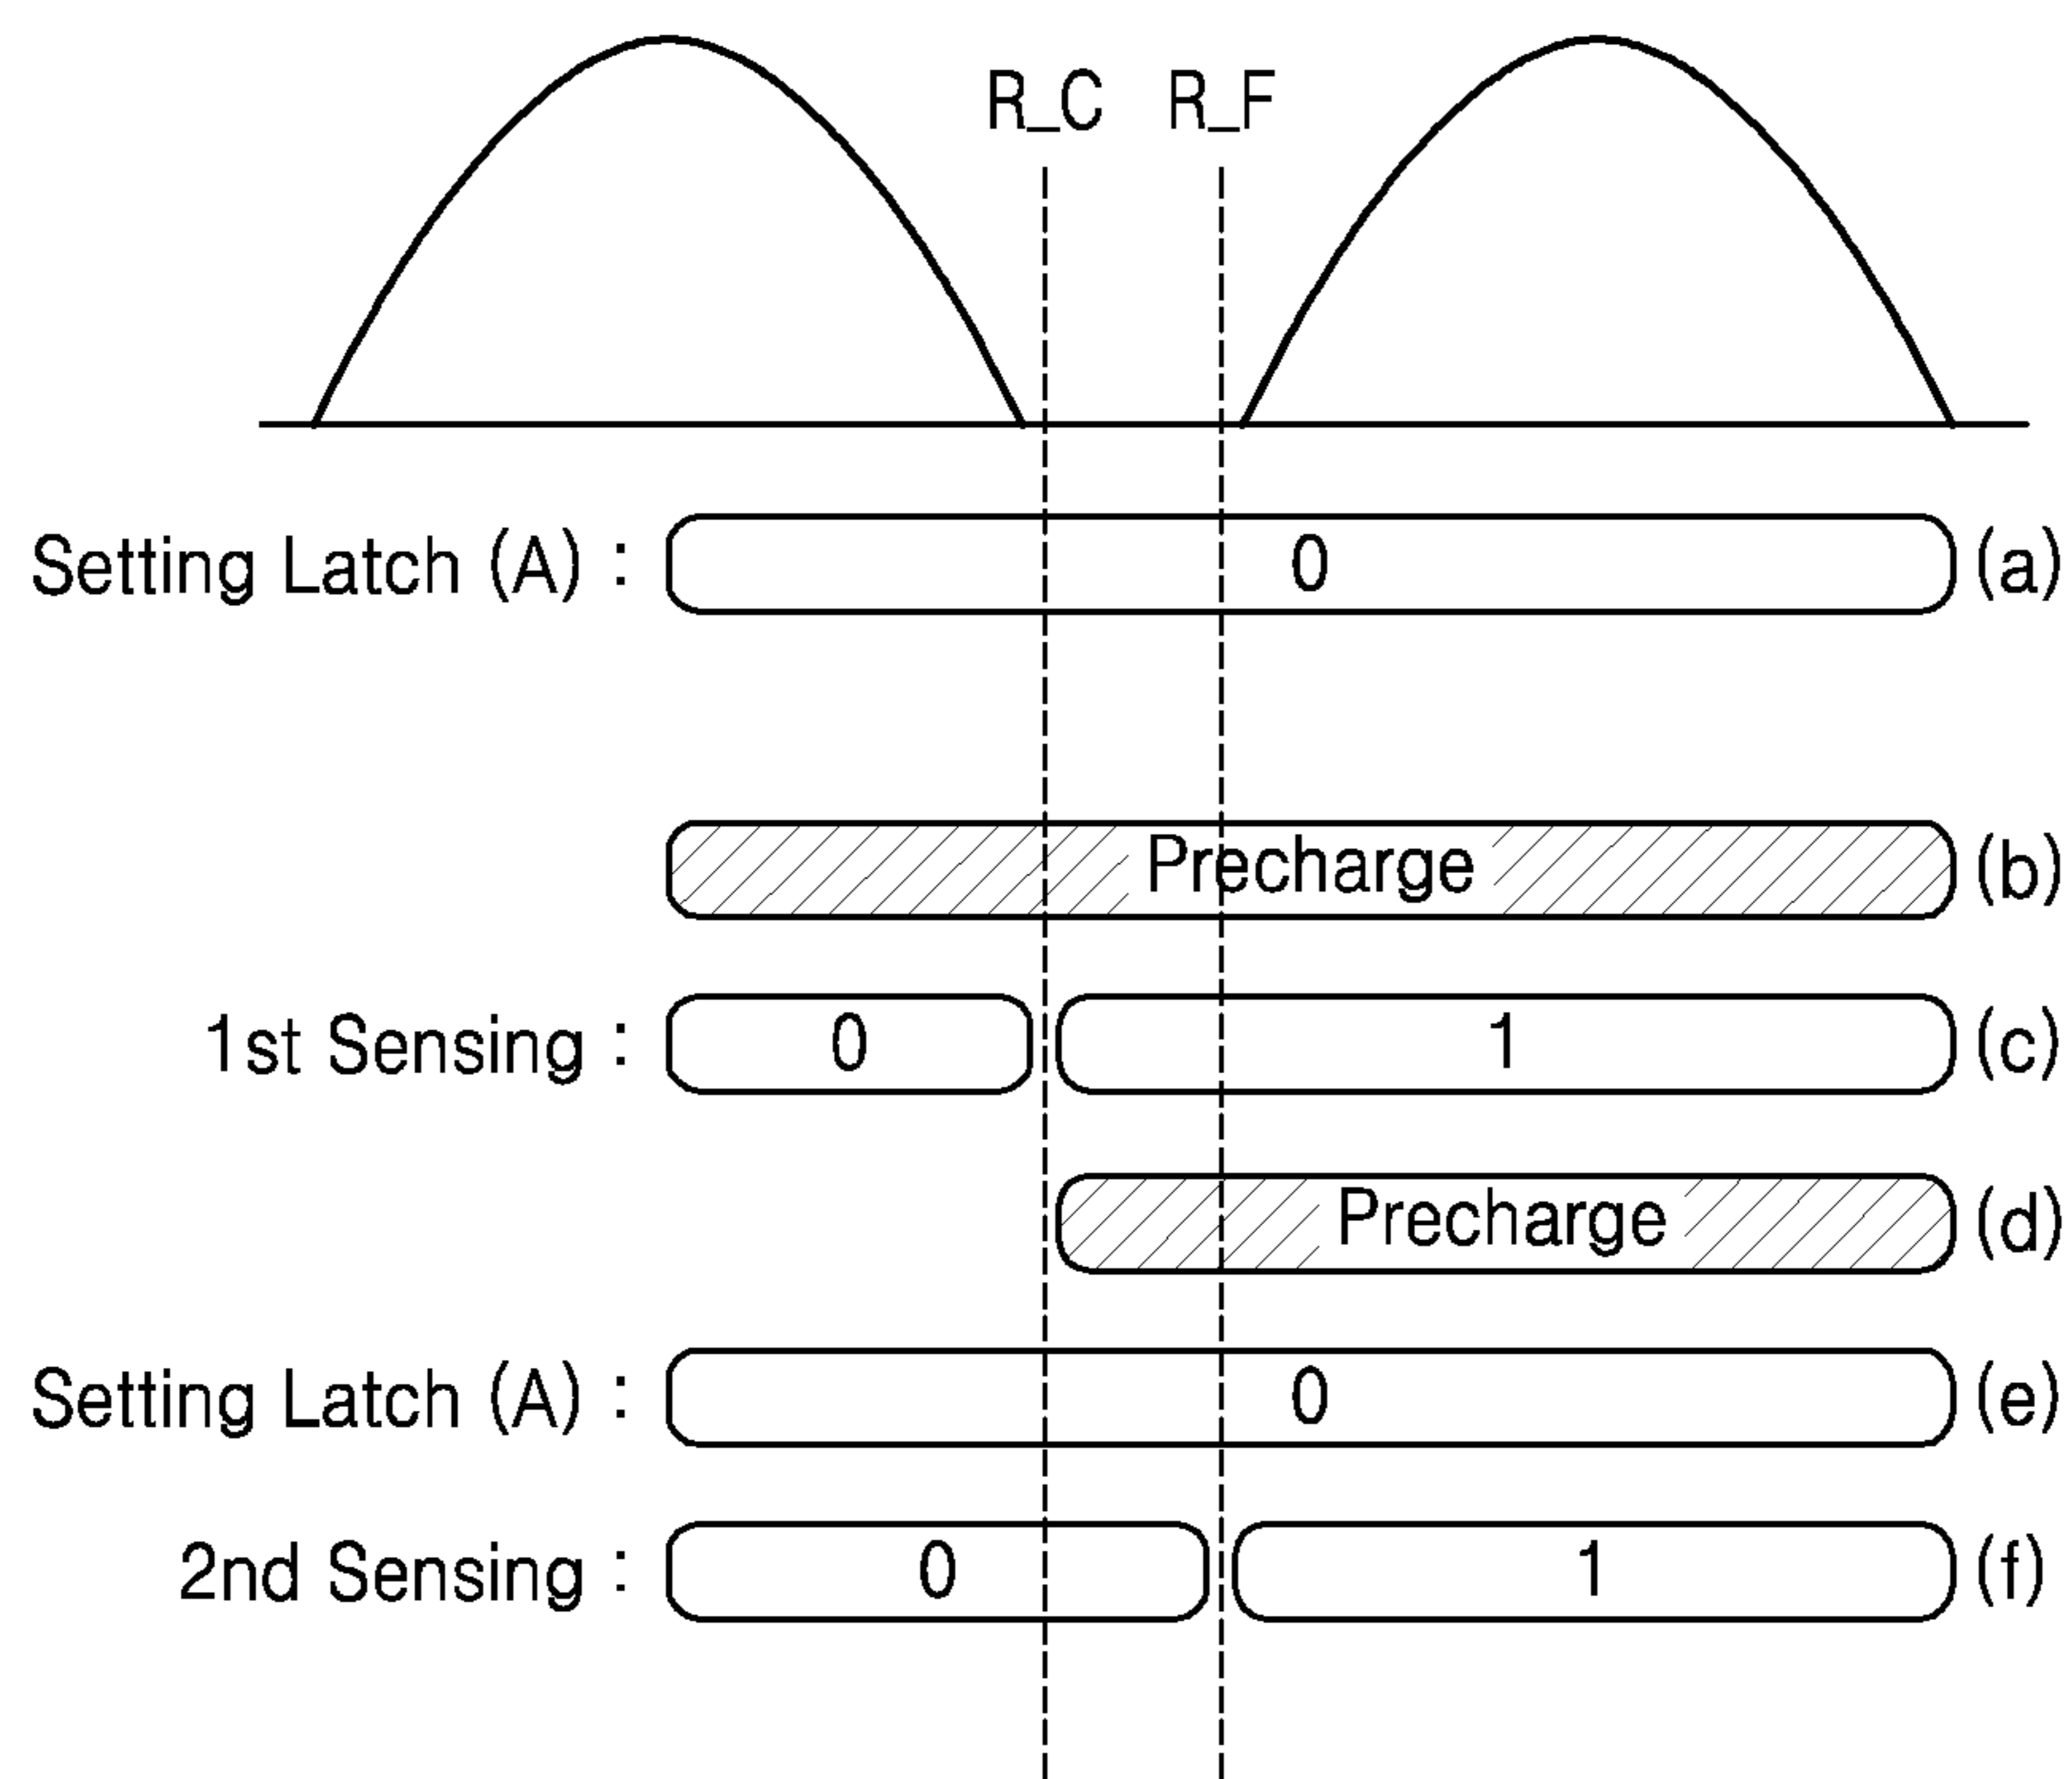 R_C R_F
Setting Latch (A) : 0 (a)
Precharge (b)
1st Sensing : 0 1 (c)
Precharge (d)
Setting Latch (A) : 0 (e)
2nd Sensing : 0 1 (f)